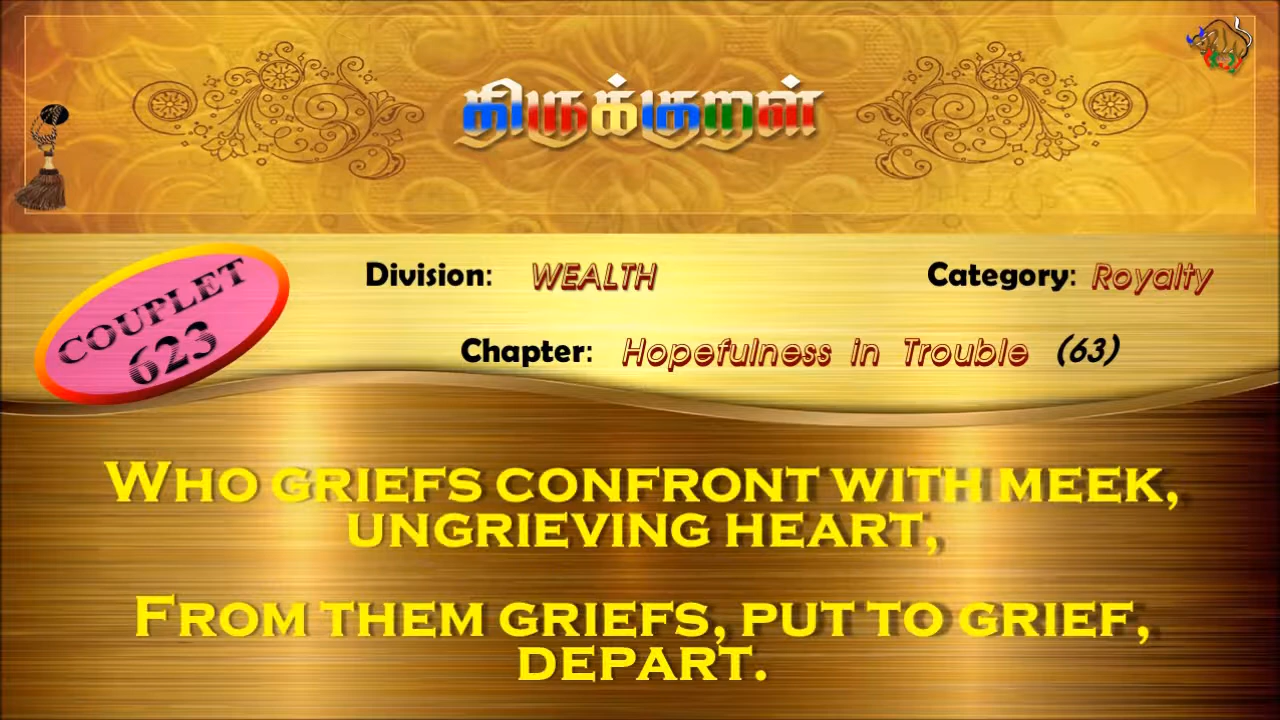 திருக்குறள்
COUPLET
623
Division: WEALTH
Category: Royalty
Chapter: Hopefulness in Trouble (63)
WHO GRIEFS CONFRONT WITH MEEK,
UNGRIEVING HEART,
FROM THEM GRIEFS, PUT TO GRIEF,
DEPART.